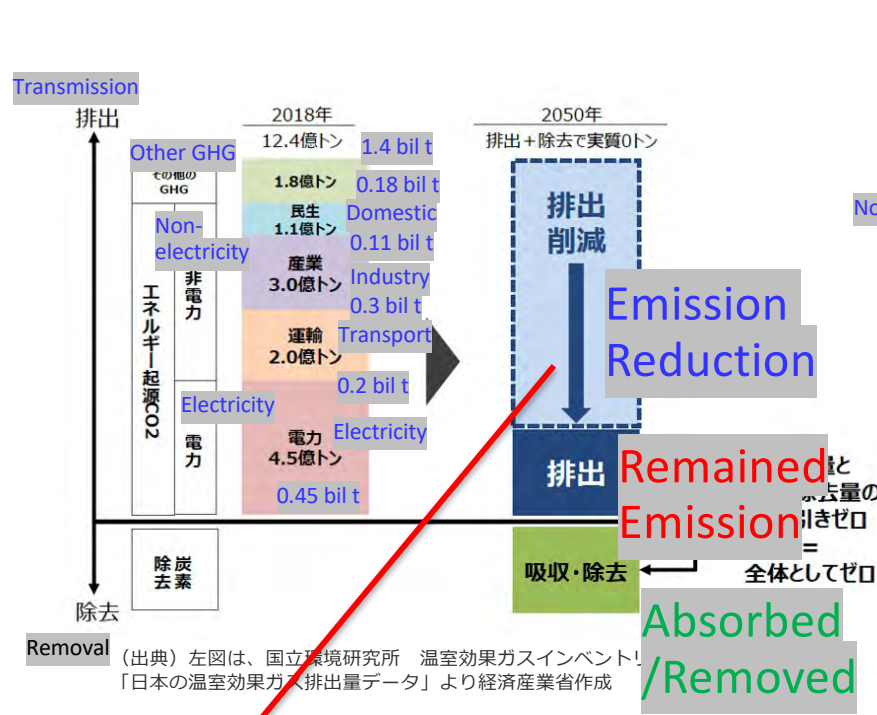 Transmission
排出
2018年
12.4億トン
1.4 bil t
2050年
排出＋除去で実質0トン
Other GHG
その他の
GHG
1.8億トン
0.18 bil t
民生
1.1億トン
Domestic
0.11 bil t
Non-
electricity
非電力
産業
3.0億トン
Industry
0.3 bil t
運輸
2.0億トン
Transport
0.2 bil t
エネルギー起源CO2
Electricity
電力
電力
4.5億トン
Electricity
0.45 bil t
排出
削減
Emission
Reduction
排出
Remained
Emission
と
去量の
引きゼロ
=
全体としてゼロ
炭素
除去
吸収・除去
Absorbed
/Removed
除去
Removal
（出典）左図は、国立環境研究所　温室効果ガスインベントリ
「日本の温室効果ガス排出量データ」より経済産業省作成